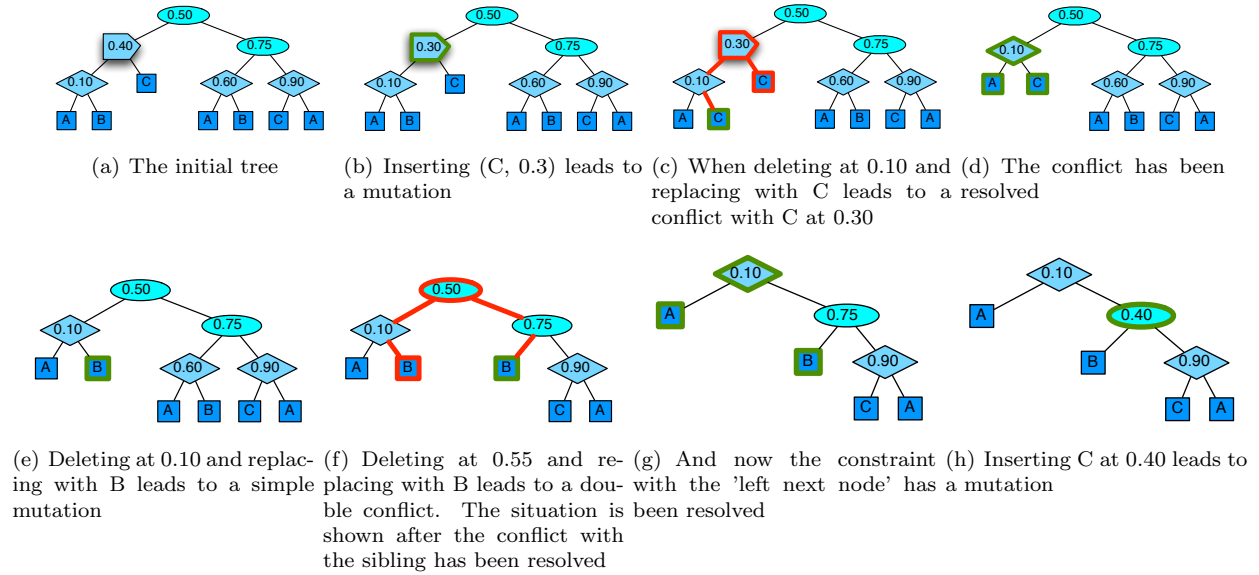 0.50
0.40 0.75
0.10 C 0.60 0.90
A B A B C A
(a) The initial tree
0.50
0.30 0.75
0.10 C 0.60 0.90
A B A B C A
(b) Inserting (C, 0.3) leads to
a mutation
0.50
0.30 0.75
0.10 C 0.60 0.90
A C A B C A
(c) When deleting at 0.10 and
replacing with C leads to a
conflict with C at 0.30
0.50
0.10 0.75
A C 0.60 0.90
A B C A
(d) The conflict has been
resolved
0.50
0.10 0.75
A B 0.60 0.90
A B C A
(e) Deleting at 0.10 and replac-
ing with B leads to a simple
mutation
0.50
0.10 0.75
A B B 0.90
C A
(f) Deleting at 0.55 and re-
placing with B leads to a dou-
ble conflict. The situation is
shown after the conflict with
the sibling has been resolved
0.10
A 0.75
B 0.90
C A
(g) And now the constraint
with the 'left next node' has
been resolved
0.10
A 0.40
B 0.90
C A
(h) Inserting C at 0.40 leads to
a mutation